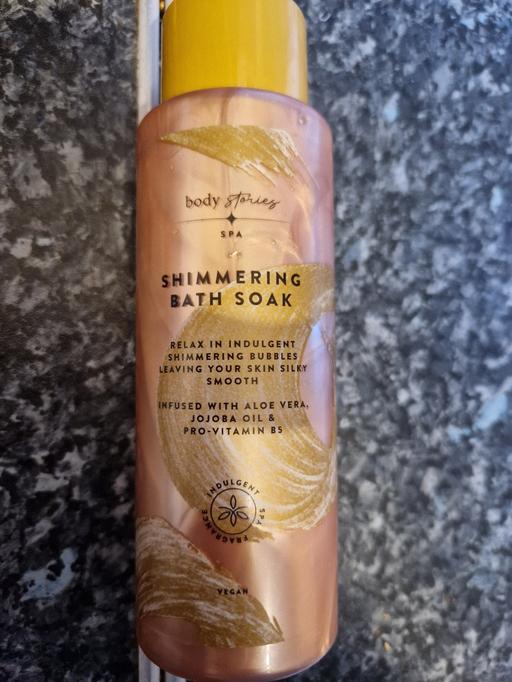 body stories
SPA
SHIMMERING
BATH SOAK
RELAX IN INDULGENT
SHIMMERING BUBBLES
LEAVING YOUR SKIN SILKY
SMOOTH
INFUSED WITH ALOE VERA,
JOJOBA OIL &
PRO-VITAMIN B5
INDULGENT SPA FRAGRANCE
VEGAN